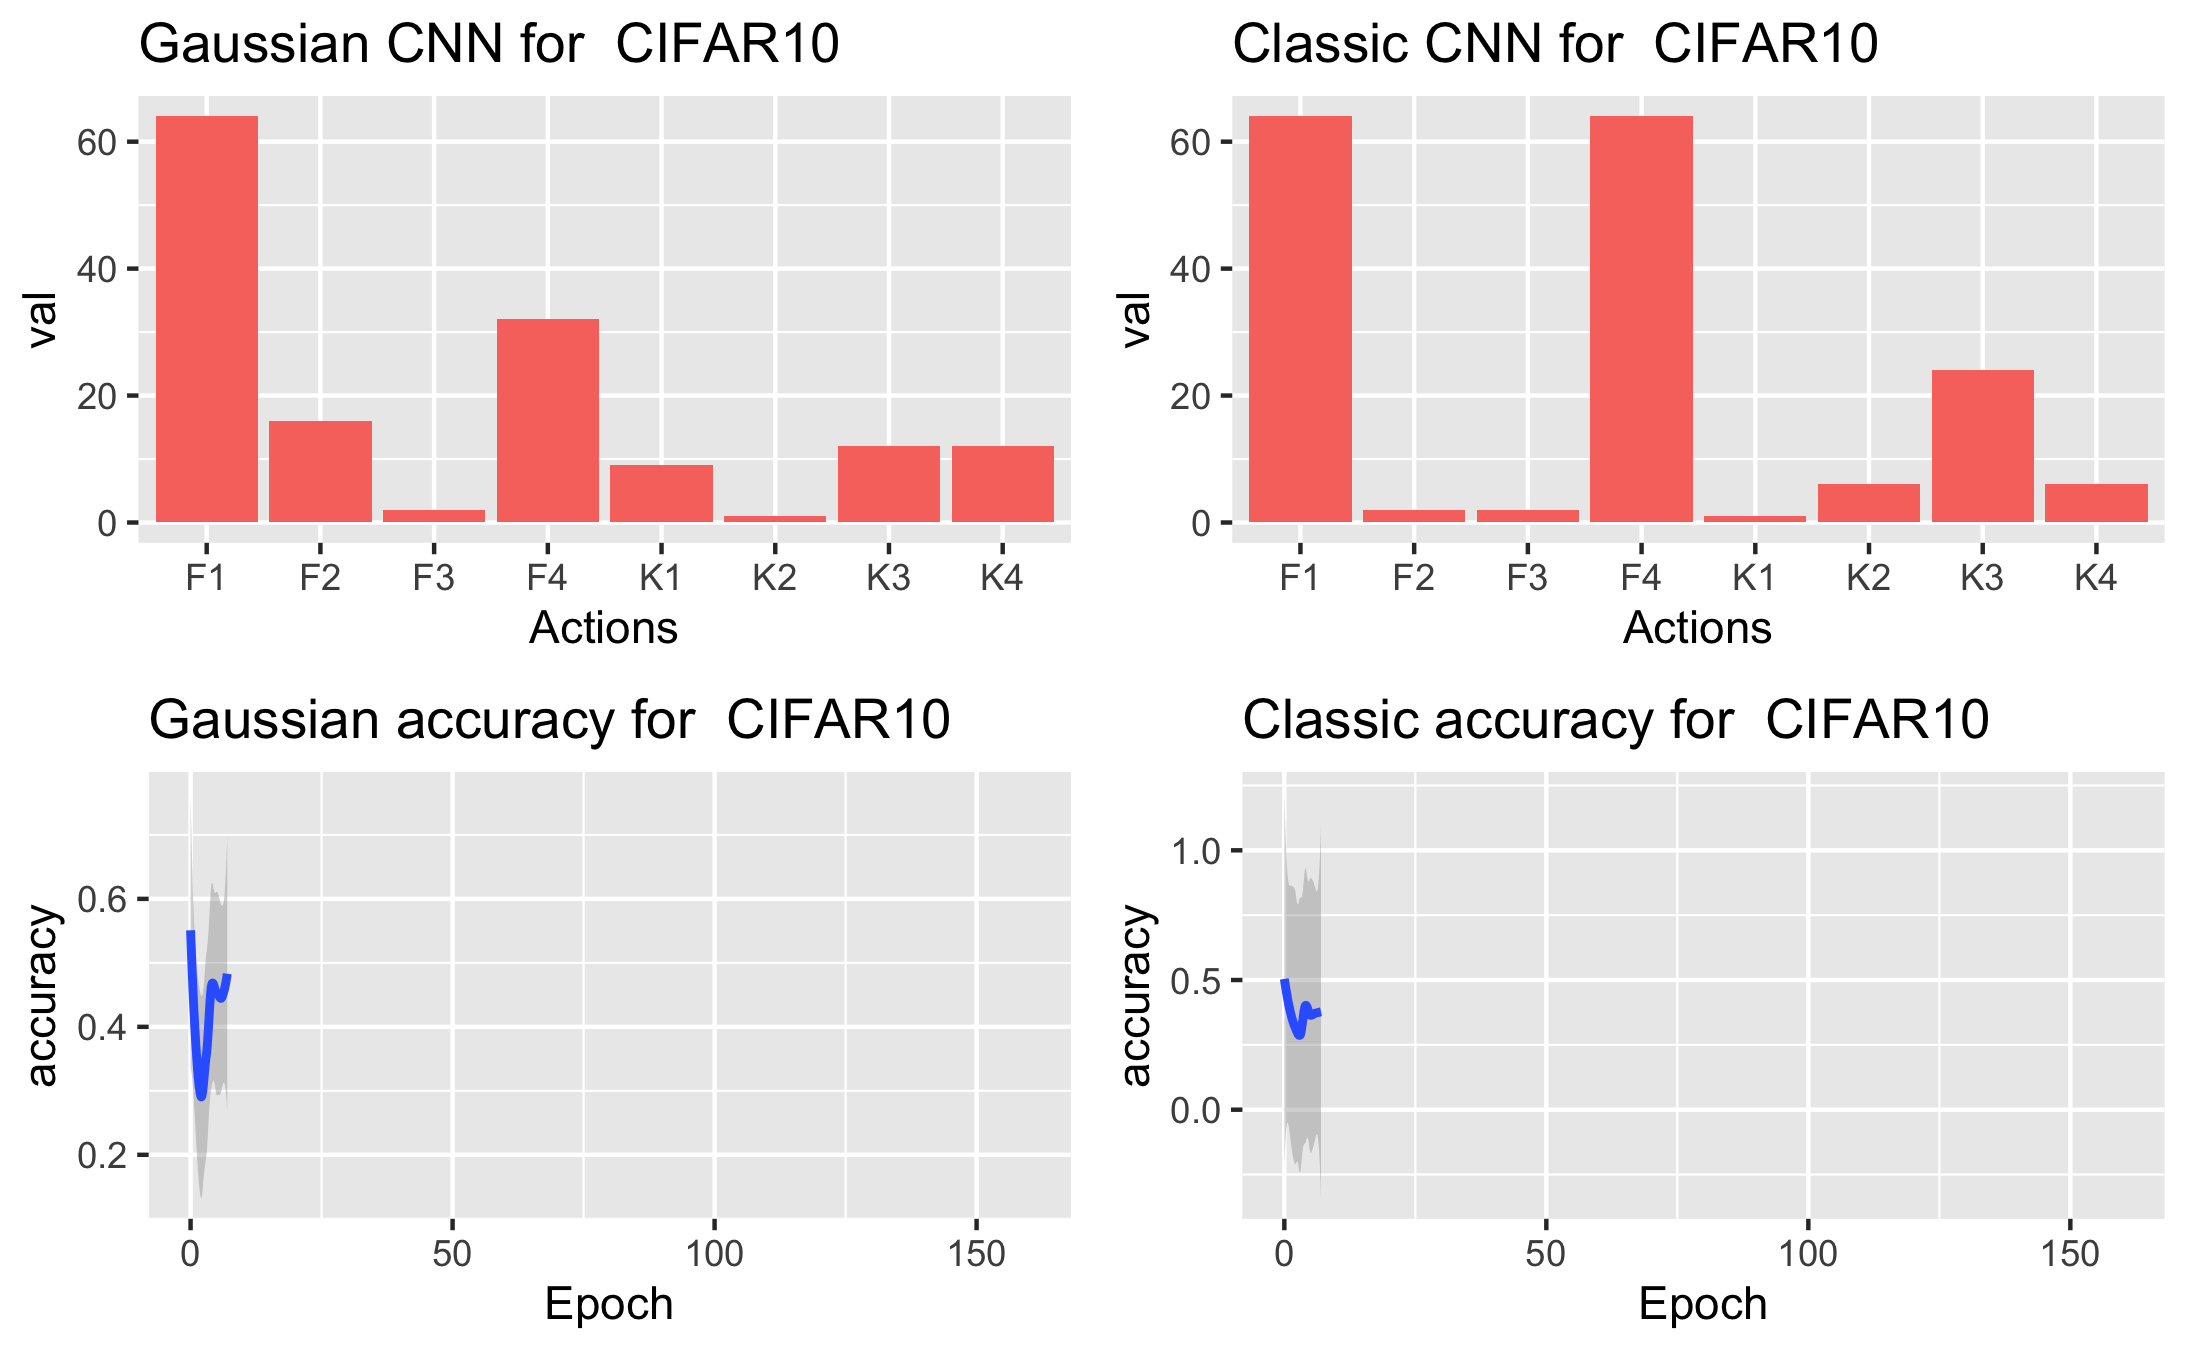 Gaussian CNN for  CIFAR10
val
60
40
20
0
F1 F2 F3 F4 K1 K2 K3 K4
Actions
Classic CNN for  CIFAR10
val
60
40
20
0
F1 F2 F3 F4 K1 K2 K3 K4
Actions
Gaussian accuracy for  CIFAR10
accuracy
0.6
0.4
0.2
0 50 100 150
Epoch
Classic accuracy for  CIFAR10
accuracy
1.0
0.5
0.0
0 50 100 150
Epoch